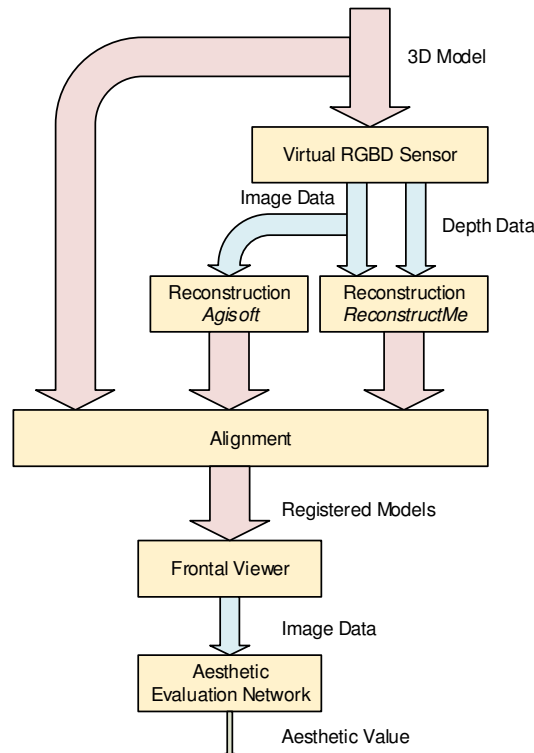 3D Model
Virtual RGBD Sensor
Image Data
Depth Data
Reconstruction
Agisoft
Reconstruction
ReconstructMe
Alignment
Registered Models
Frontal Viewer
Image Data
Aesthetic
Evaluation Network
Aesthetic Value